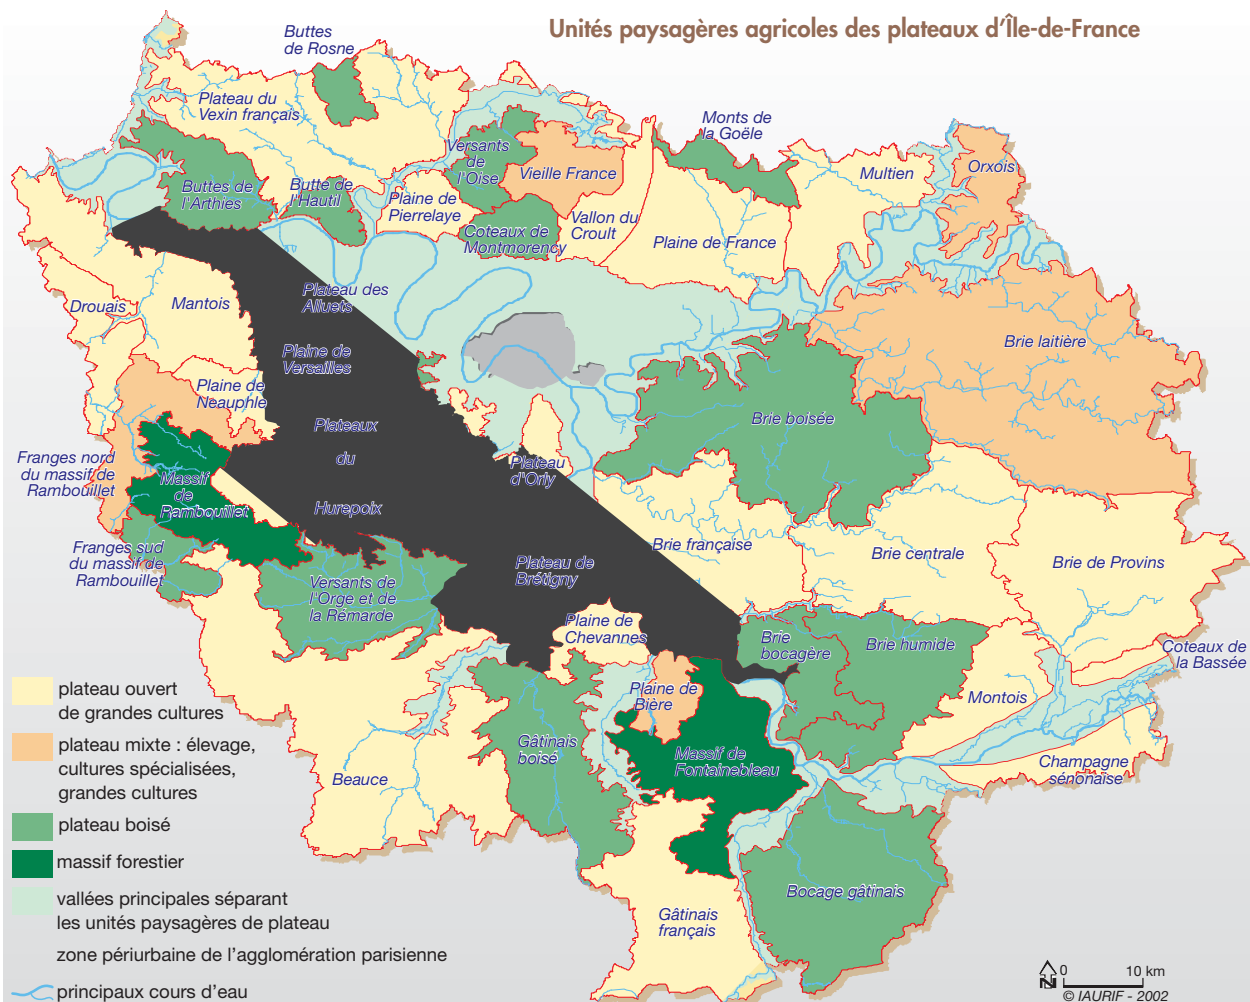 Unités paysagères agricoles des plateaux d'Île-de-France
Buttes
de Rosne
Plateau du
Vexin français
Monts de
la Goële
Versants
de
l'Oise
Vieille France
Multien
Orxois
Buttes de
l'Arthies
Butte de
l'Hautil
Plaine de
Pierrelaye
Coteaux de
Montmorency
Vallon du
Croult
Plaine de France
Drouais
Mantois
Plateau des
Alluets
Brie laitière
Plaine de
Versailles
Plaine de
Neauphle
Brie boisée
Plateaux
du
Hurepoix
Franges nord
du massif de
Rambouillet
Massif
de
Rambouillet
Plateau
d'Orly
Franges sud
du massif de
Rambouillet
Brie française
Brie centrale
Brie de Provins
Versants de
l'Orge et de
la Rémarde
Plateau de
Brétigny
Plaine de
Chevannes
Brie
bocagère
Brie humide
Coteaux de
la Bassée
Plaine de
Bière
Montois
Gâtinais
boisé
Massif de
Fontainebleau
Champagne
sénonaise
Beauce
Bocage gâtinais
Gâtinais
français
plateau ouvert
de grandes cultures
plateau mixte : élevage,
cultures spécialisées,
grandes cultures
plateau boisé
massif forestier
vallées principales séparant
les unités paysagères de plateau
zone périurbaine de l'agglomération parisienne
principaux cours d'eau
N
0 10 km
© IAURIF - 2002